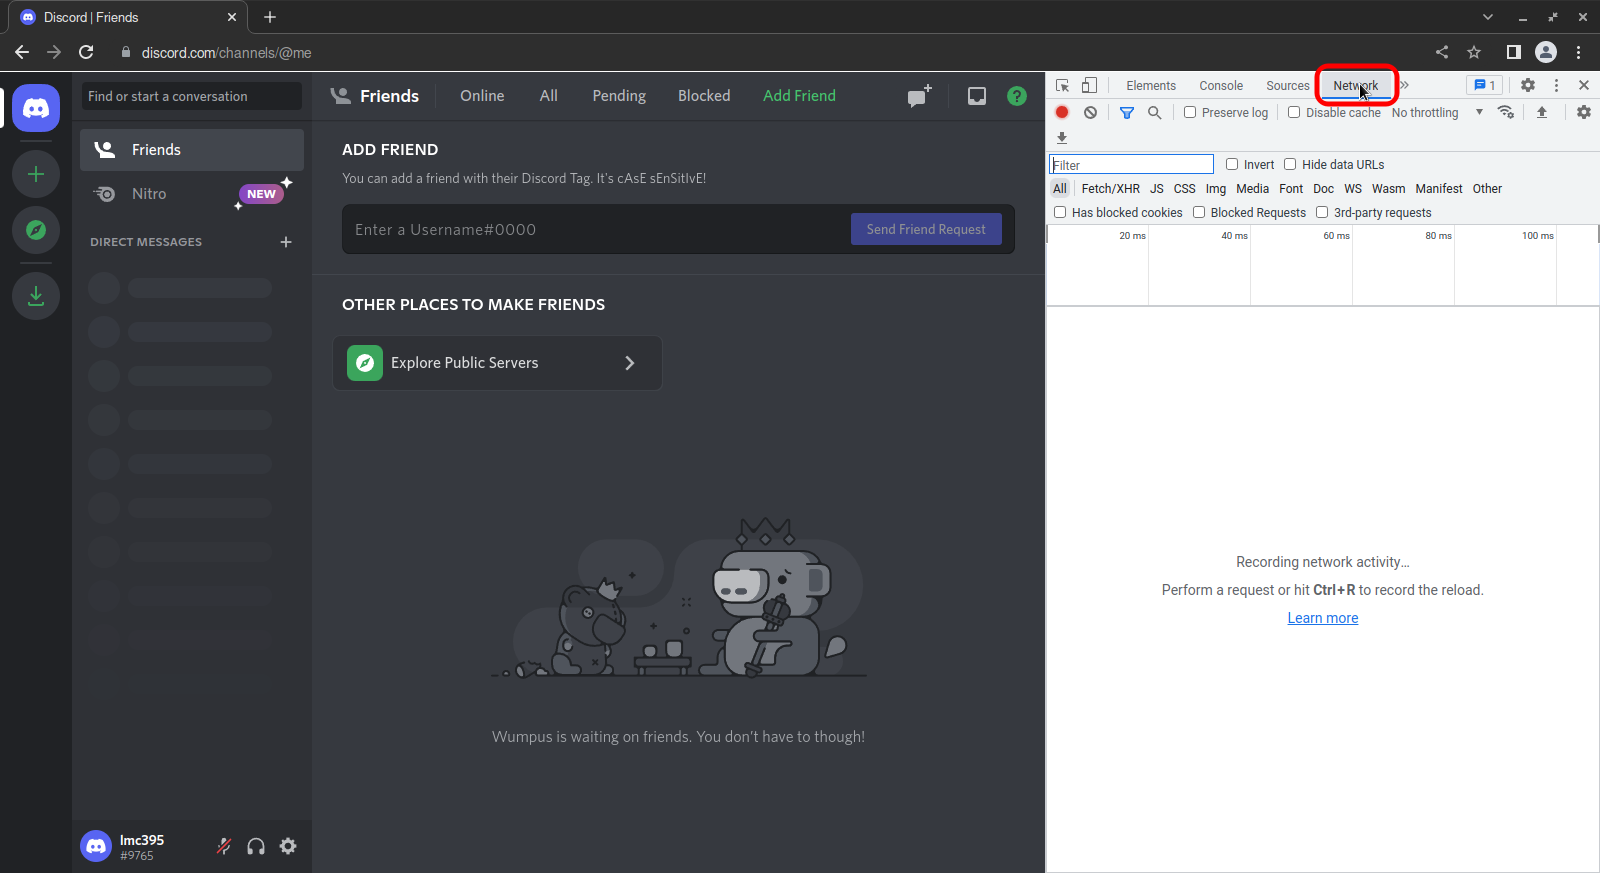 Discord | Friends
discord.com/channels/@me
Find or start a conversation
Friends
Nitro
NEW
DIRECT MESSAGES
lmc395
#9765
Friends
Online
All
Pending
Blocked
Add Friend
ADD FRIEND
You can add a friend with their Discord Tag. It's cAsE sEnSitIvE!
Enter a Username#0000
Send Friend Request
OTHER PLACES TO MAKE FRIENDS
Explore Public Servers
Wumpus is waiting on friends. You don't have to though!
Elements
Console
Sources
Network
1
Preserve log
Disable cache
No throttling
Filter
Invert
Hide data URLs
All
Fetch/XHR
JS
CSS
Img
Media
Font
Doc
WS
Wasm
Manifest
Other
Has blocked cookies
Blocked Requests
3rd-party requests
20 ms
40 ms
60 ms
80 ms
100 ms
Recording network activity…
Perform a request or hit Ctrl+R to record the reload.
Learn more